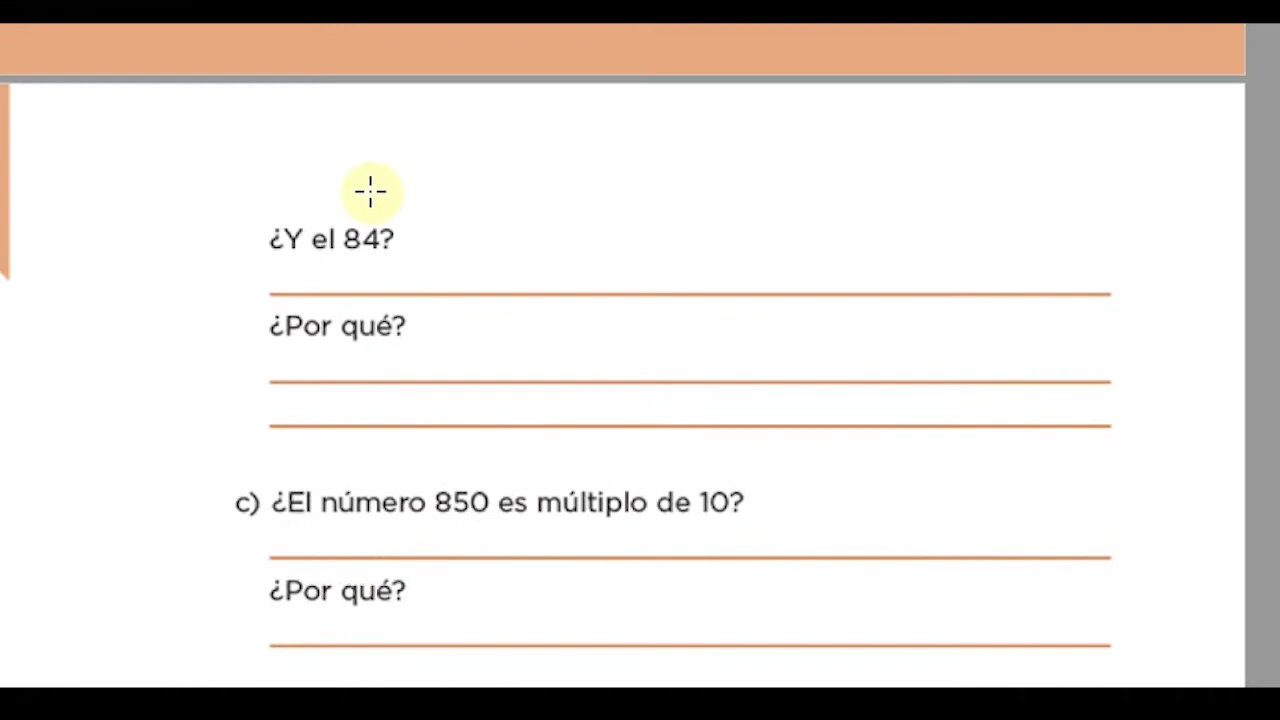 ¿Y el 84?
¿Por qué?
c) ¿El número 850 es múltiplo de 10?
¿Por qué?